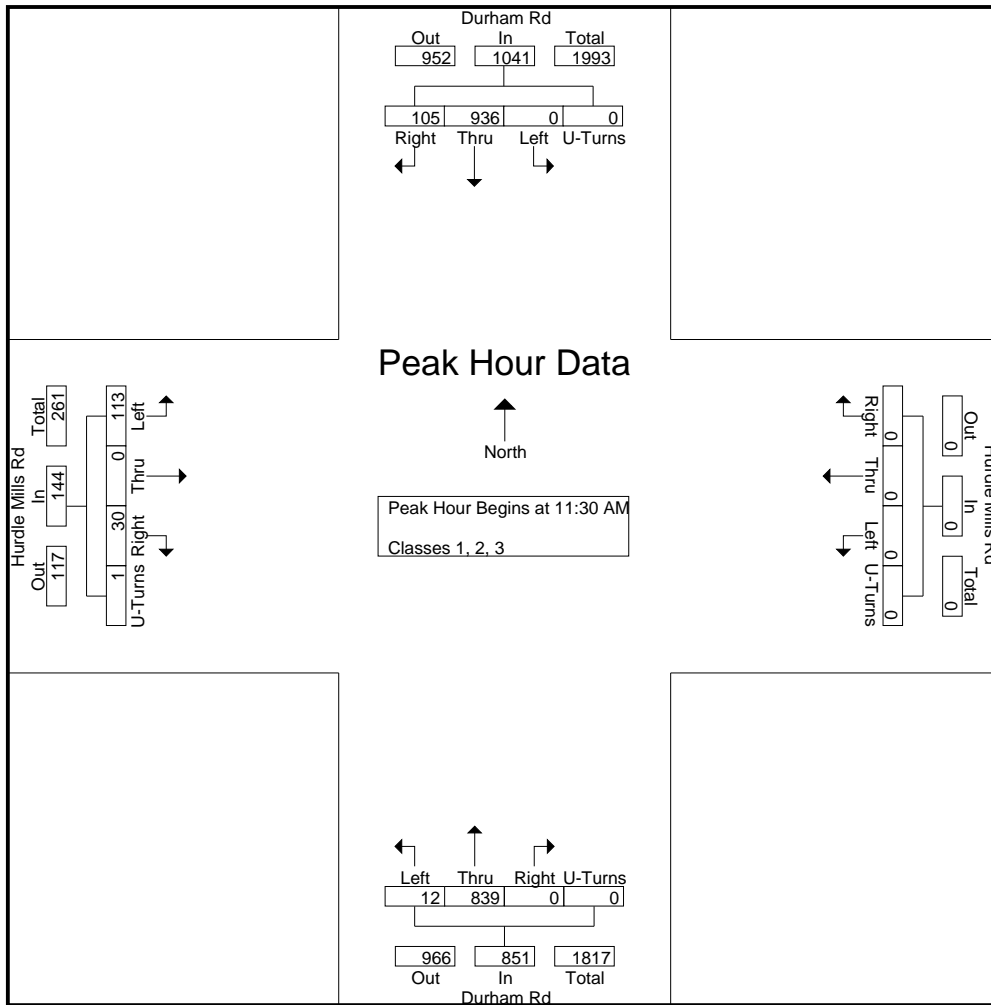 Durham Rd
Out In Total
952 1041 1993
105 936 0 0
Right Thru Left U-Turns
Peak Hour Data
North
Peak Hour Begins at 11:30 AM
Classes 1, 2, 3
Hurdle Mills Rd
Out In Total
117 144 261
1 30 0 113
U-Turns Right Thru Left
Hurdle Mills Rd
Out In Total
0 0 0
0 0 0 0
Right Thru Left U-Turns
Left Thru Right U-Turns
12 839 0 0
966 851 1817
Out In Total
Durham Rd